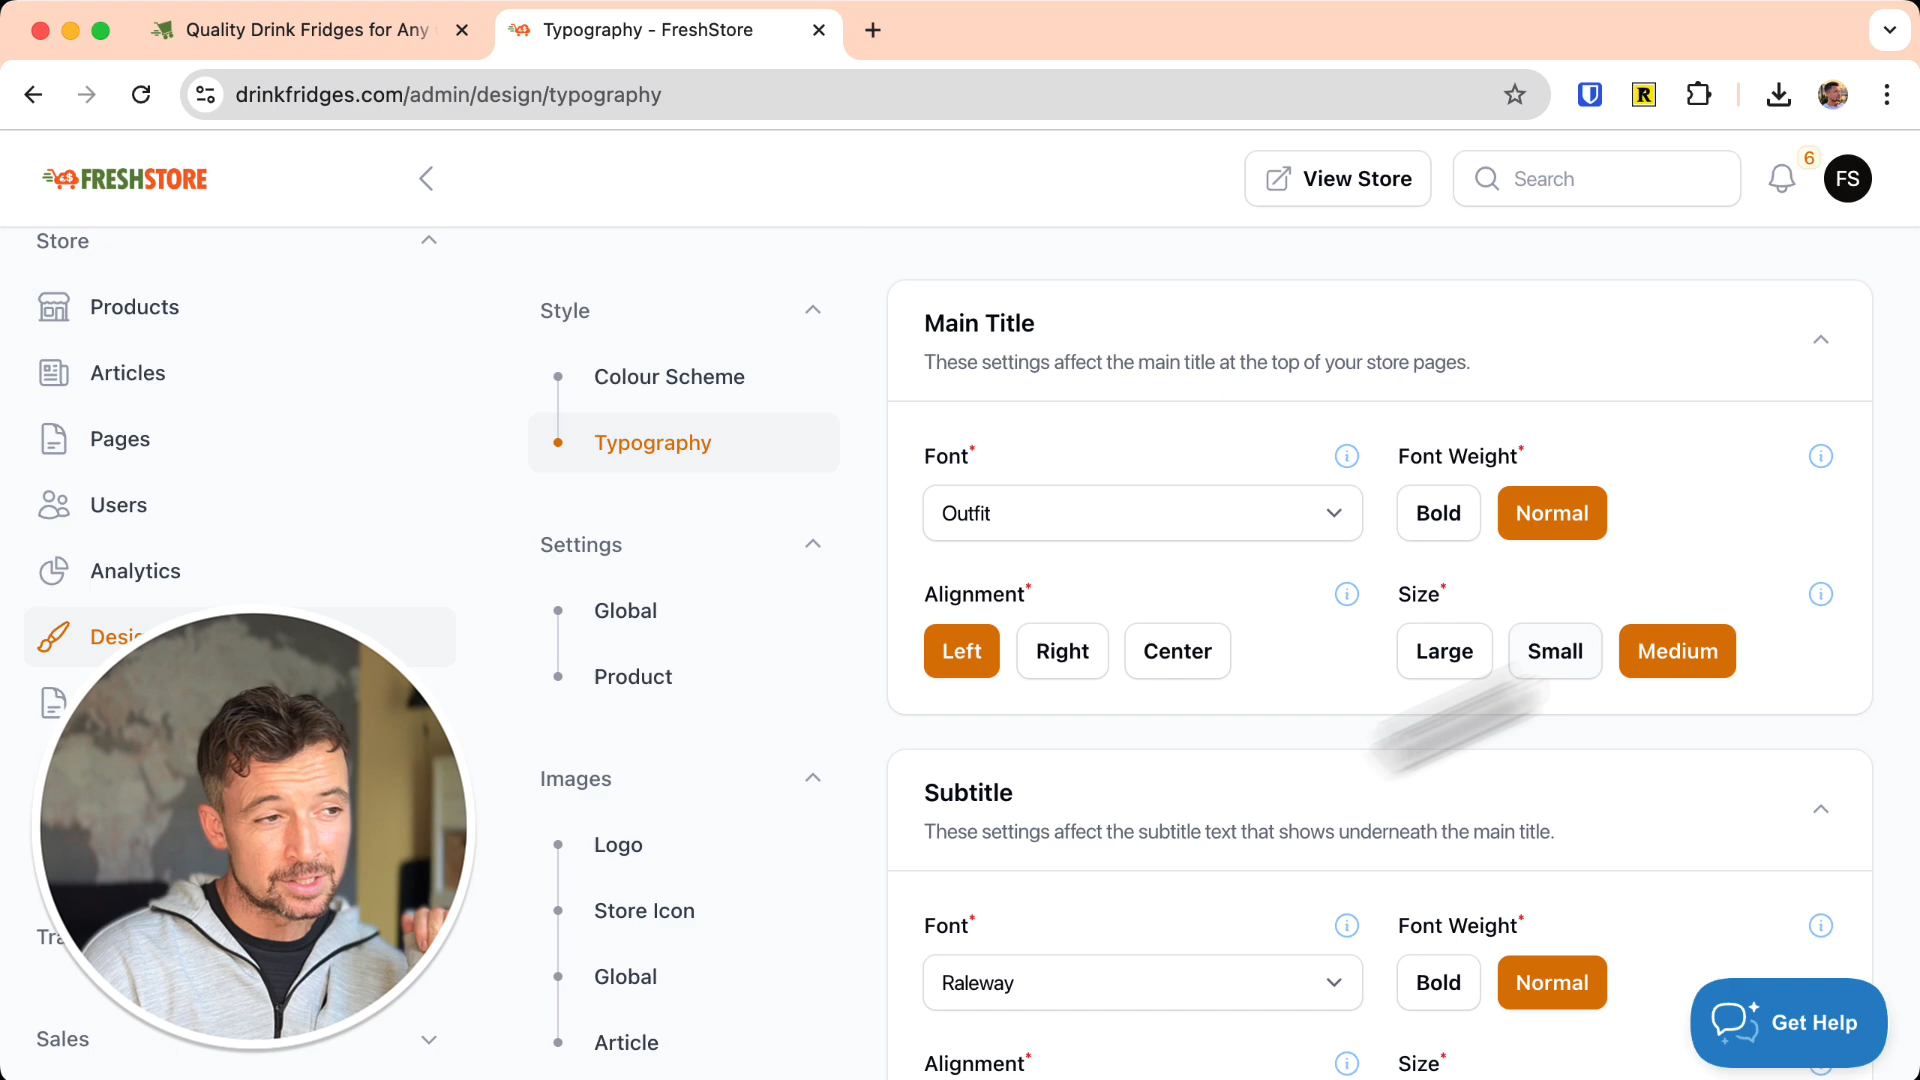 Quality Drink Fridges for Any
Typography - FreshStore
drinkfridges.com/admin/design/typography
R
FRESHSTORE
View Store
Search
6
FS
Store
Products
Articles
Pages
Users
Analytics
Sales
Style
Colour Scheme
Typography
Settings
Global
Product
Images
Logo
Store Icon
Global
Article
Main Title
These settings affect the main title at the top of your store pages.
Font*
Font Weight*
Outfit
Bold
Normal
Alignment*
Size*
Left
Right
Center
Large
Small
Medium
Subtitle
These settings affect the subtitle text that shows underneath the main title.
Font*
Font Weight*
Raleway
Bold
Normal
Alignment*
Size*
Get Help